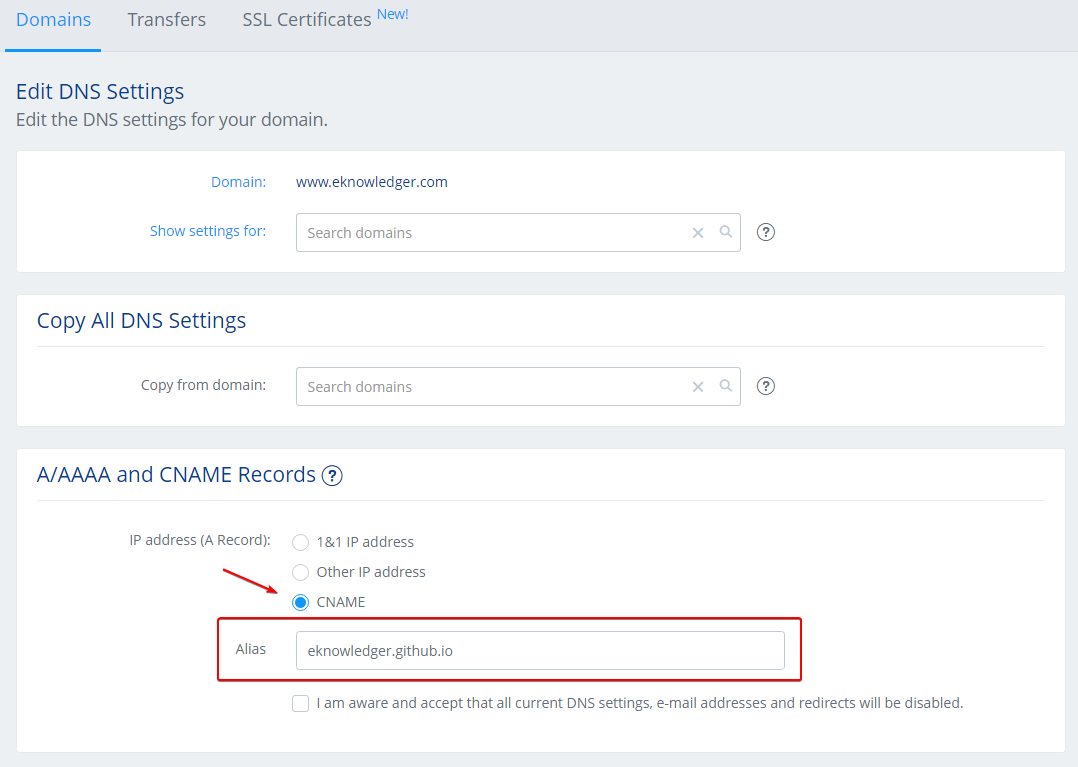 Domains Transfers SSL Certificates New!
Edit DNS Settings
Edit the DNS settings for your domain.
Domain: www.eknowledger.com
Show settings for: Search domains ?
Copy All DNS Settings
Copy from domain: Search domains ?
A/AAAA and CNAME Records ?
IP address (A Record): 1&1 IP address
Other IP address
CNAME
Alias eknowledger.github.io
I am aware and accept that all current DNS settings, e-mail addresses and redirects will be disabled.